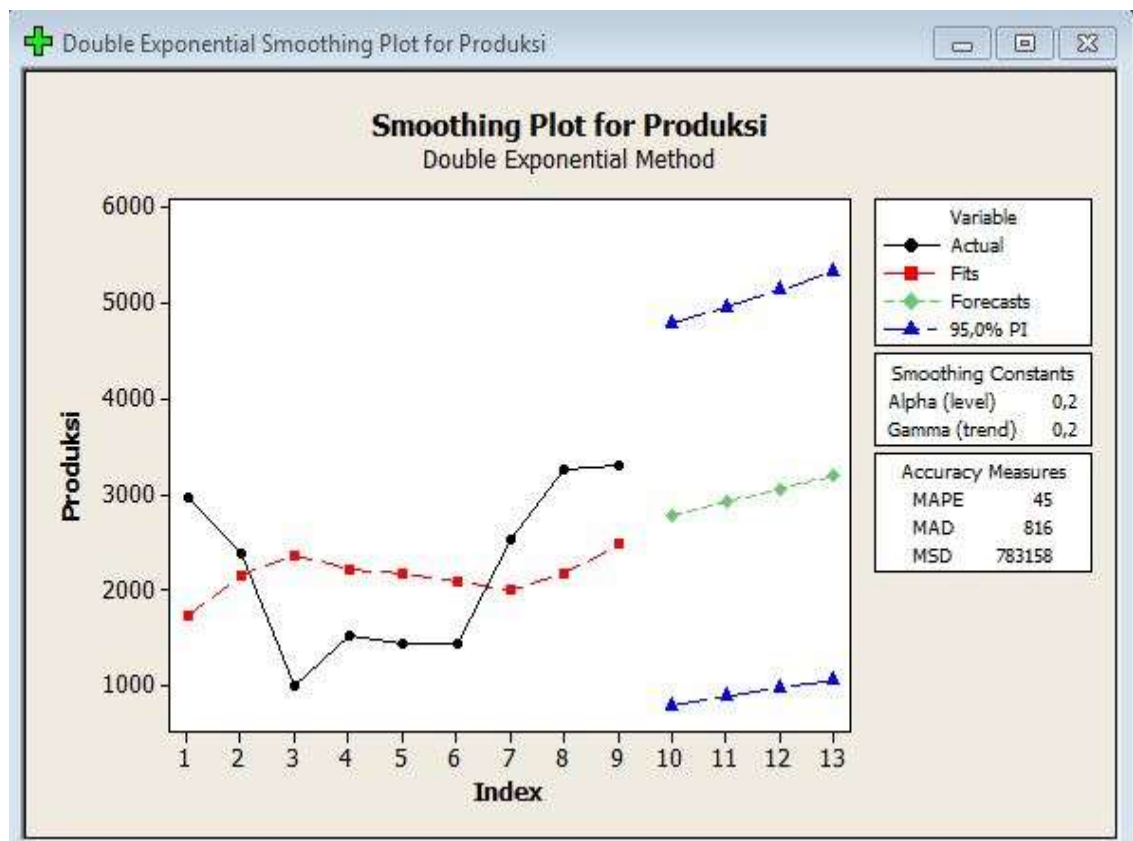 Double Exponential Smoothing Plot for Produksi
Smoothing Plot for Produksi
Double Exponential Method
6000
5000
4000
3000
2000
1000
Produksi
1 2 3 4 5 6 7 8 9 10 11 12 13
Index
Variable
Actual
Fits
Forecasts
95,0% PI
Smoothing Constants
Alpha (level) 0,2
Gamma (trend) 0,2
Accuracy Measures
MAPE 45
MAD 816
MSD 783158